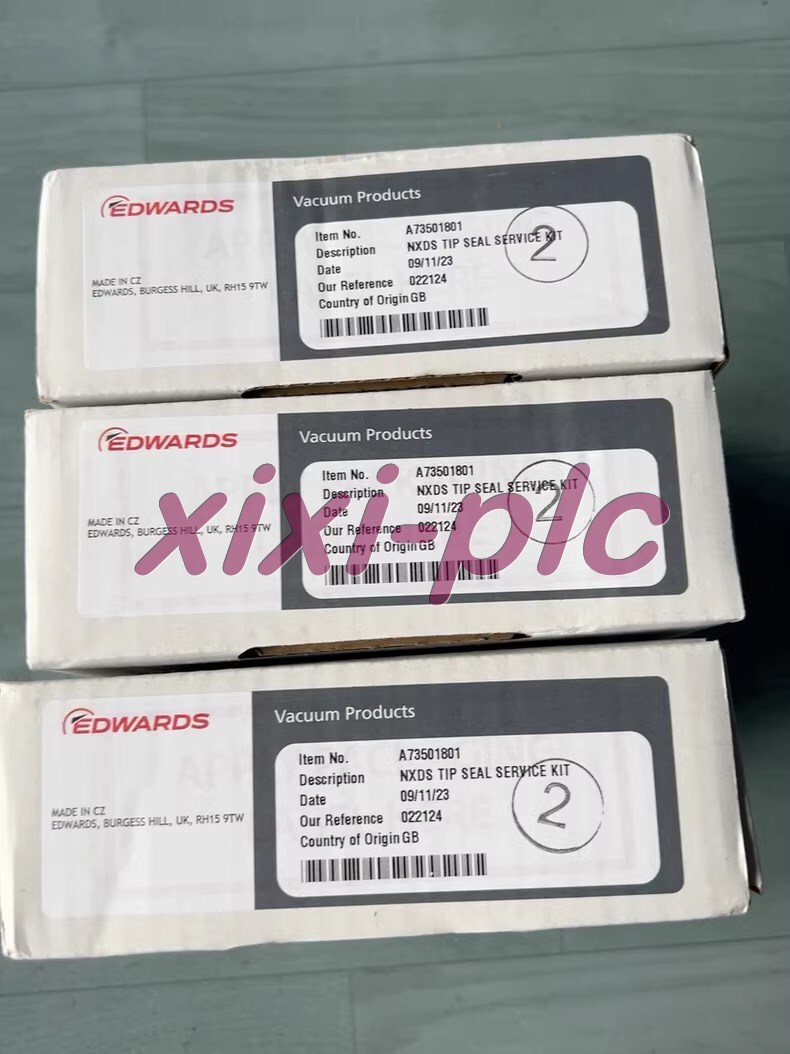 EDWARDS
Vacuum Products
Item No. A73501801
Description NXDS TIP SEAL SERVICE KIT
Date 09/11/23
Our Reference 022124
Country of Origin GB
2
MADE IN CZ
EDWARDS, BURGESS HILL, UK, RH15 9TW
EDWARDS
Vacuum Products
Item No. A73501801
Description NXDS TIP SEAL SERVICE KIT
Date 09/11/23
Our Reference 022124
Country of Origin GB
2
MADE IN CZ
EDWARDS, BURGESS HILL, UK, RH15 9TW
xixi-plc
EDWARDS
Vacuum Products
Item No. A73501801
Description NXDS TIP SEAL SERVICE KIT
Date 09/11/23
Our Reference 022124
Country of Origin GB
2
MADE IN CZ
EDWARDS, BURGESS HILL, UK, RH15 9TW